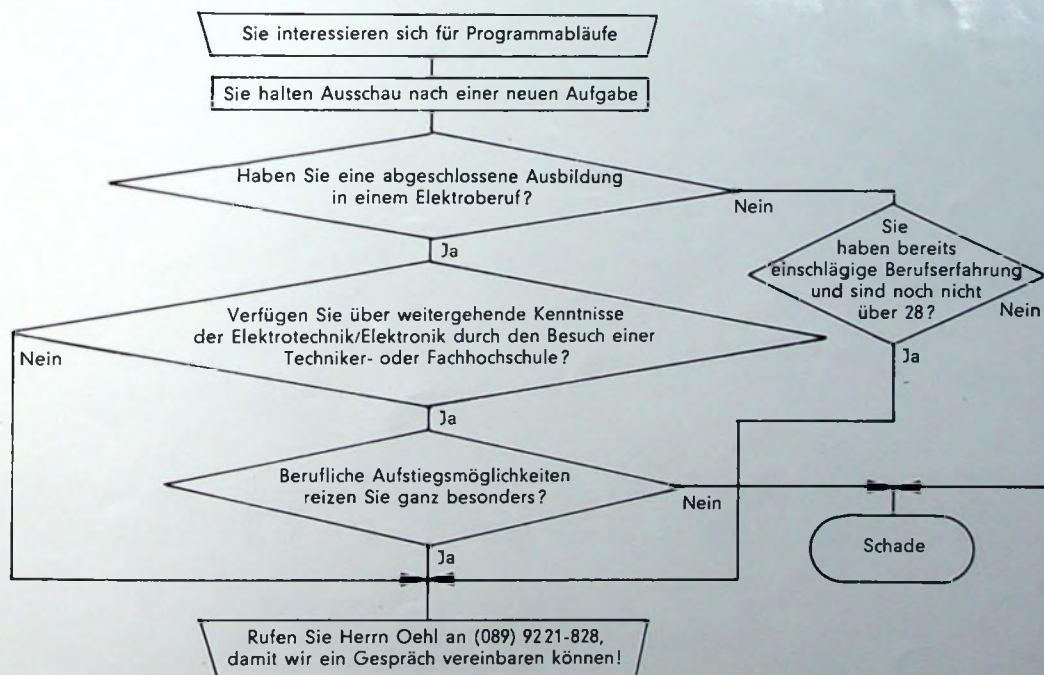 Sie interessieren sich für Programmabläufe
Sie halten Ausschau nach einer neuen Aufgabe
Haben Sie eine abgeschlossene Ausbildung
in einem Elektroberuf?
Nein
Ja
Sie
haben bereits
einschlägige Berufserfahrung
und sind noch nicht
über 28?
Nein
Ja
Verfügen Sie über weitergehende Kenntnisse
der Elektrotechnik/Elektronik durch den Besuch einer
Techniker- oder Fachhochschule?
Nein
Ja
Berufliche Aufstiegsmöglichkeiten
reizen Sie ganz besonders?
Nein
Ja
Schade
Rufen Sie Herrn Oehl an (089) 9221-828,
damit wir ein Gespräch vereinbaren können!